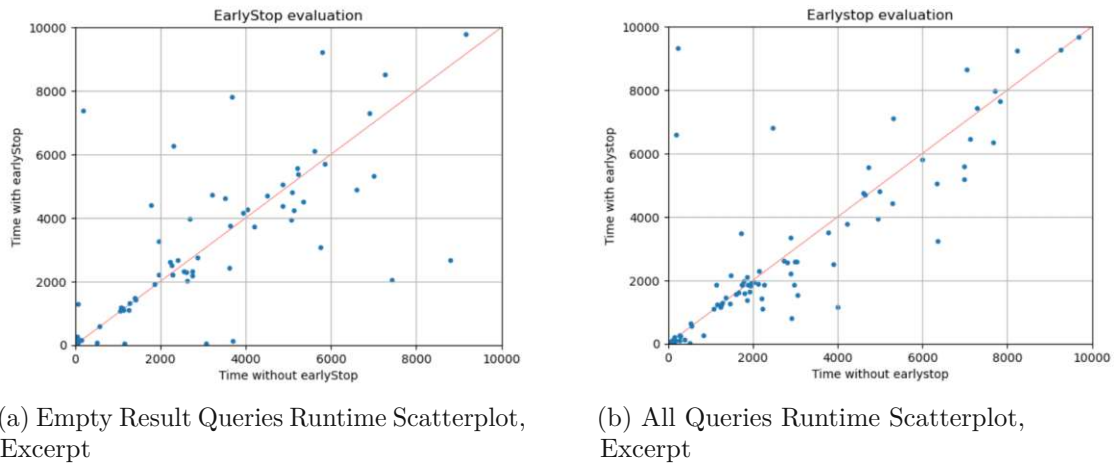 EarlyStop evaluation
10000
8000
6000
4000
2000
0
Time with earlyStop
0 2000 4000 6000 8000 10000
Time without earlyStop
(a) Empty Result Queries Runtime Scatterplot,
Excerpt
Earlystop evaluation
10000
8000
6000
4000
2000
0
Time with earlystop
0 2000 4000 6000 8000 10000
Time without earlystop
(b) All Queries Runtime Scatterplot,
Excerpt